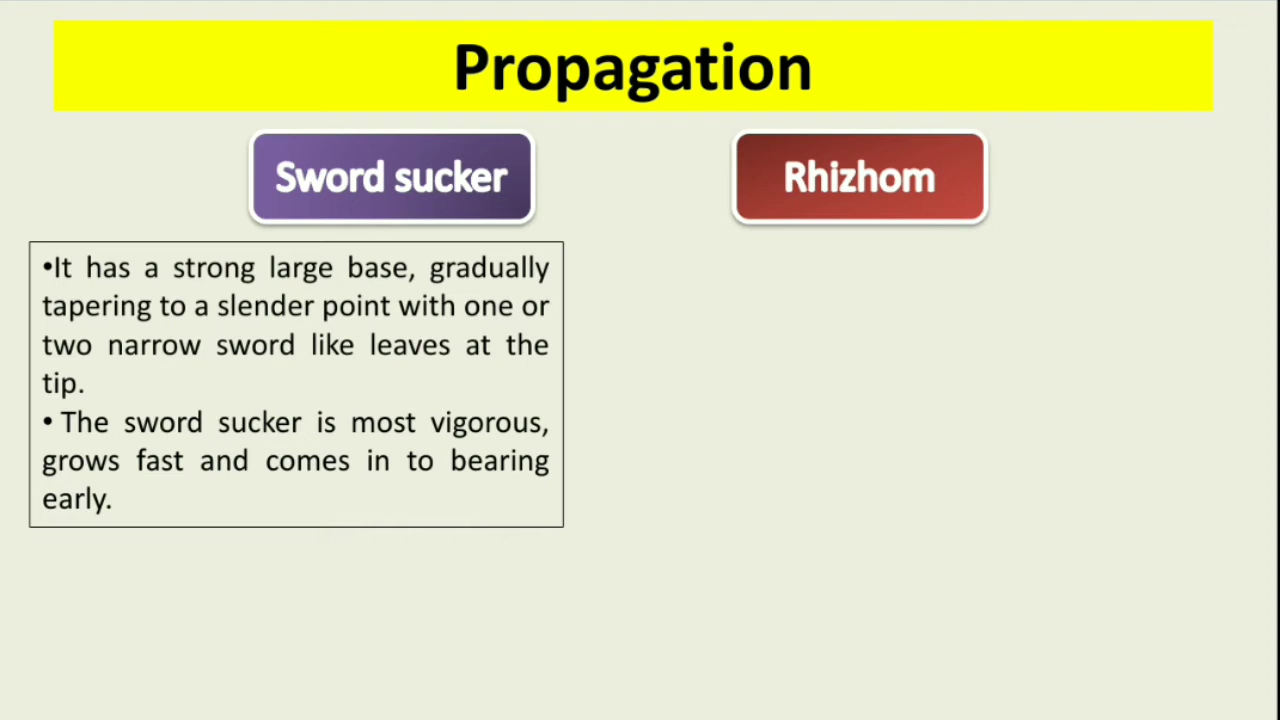 Propagation
Sword sucker
Rhizhom
•It has a strong large base, gradually
tapering to a slender point with one or
two narrow sword like leaves at the
tip.
• The sword sucker is most vigorous,
grows fast and comes in to bearing
early.